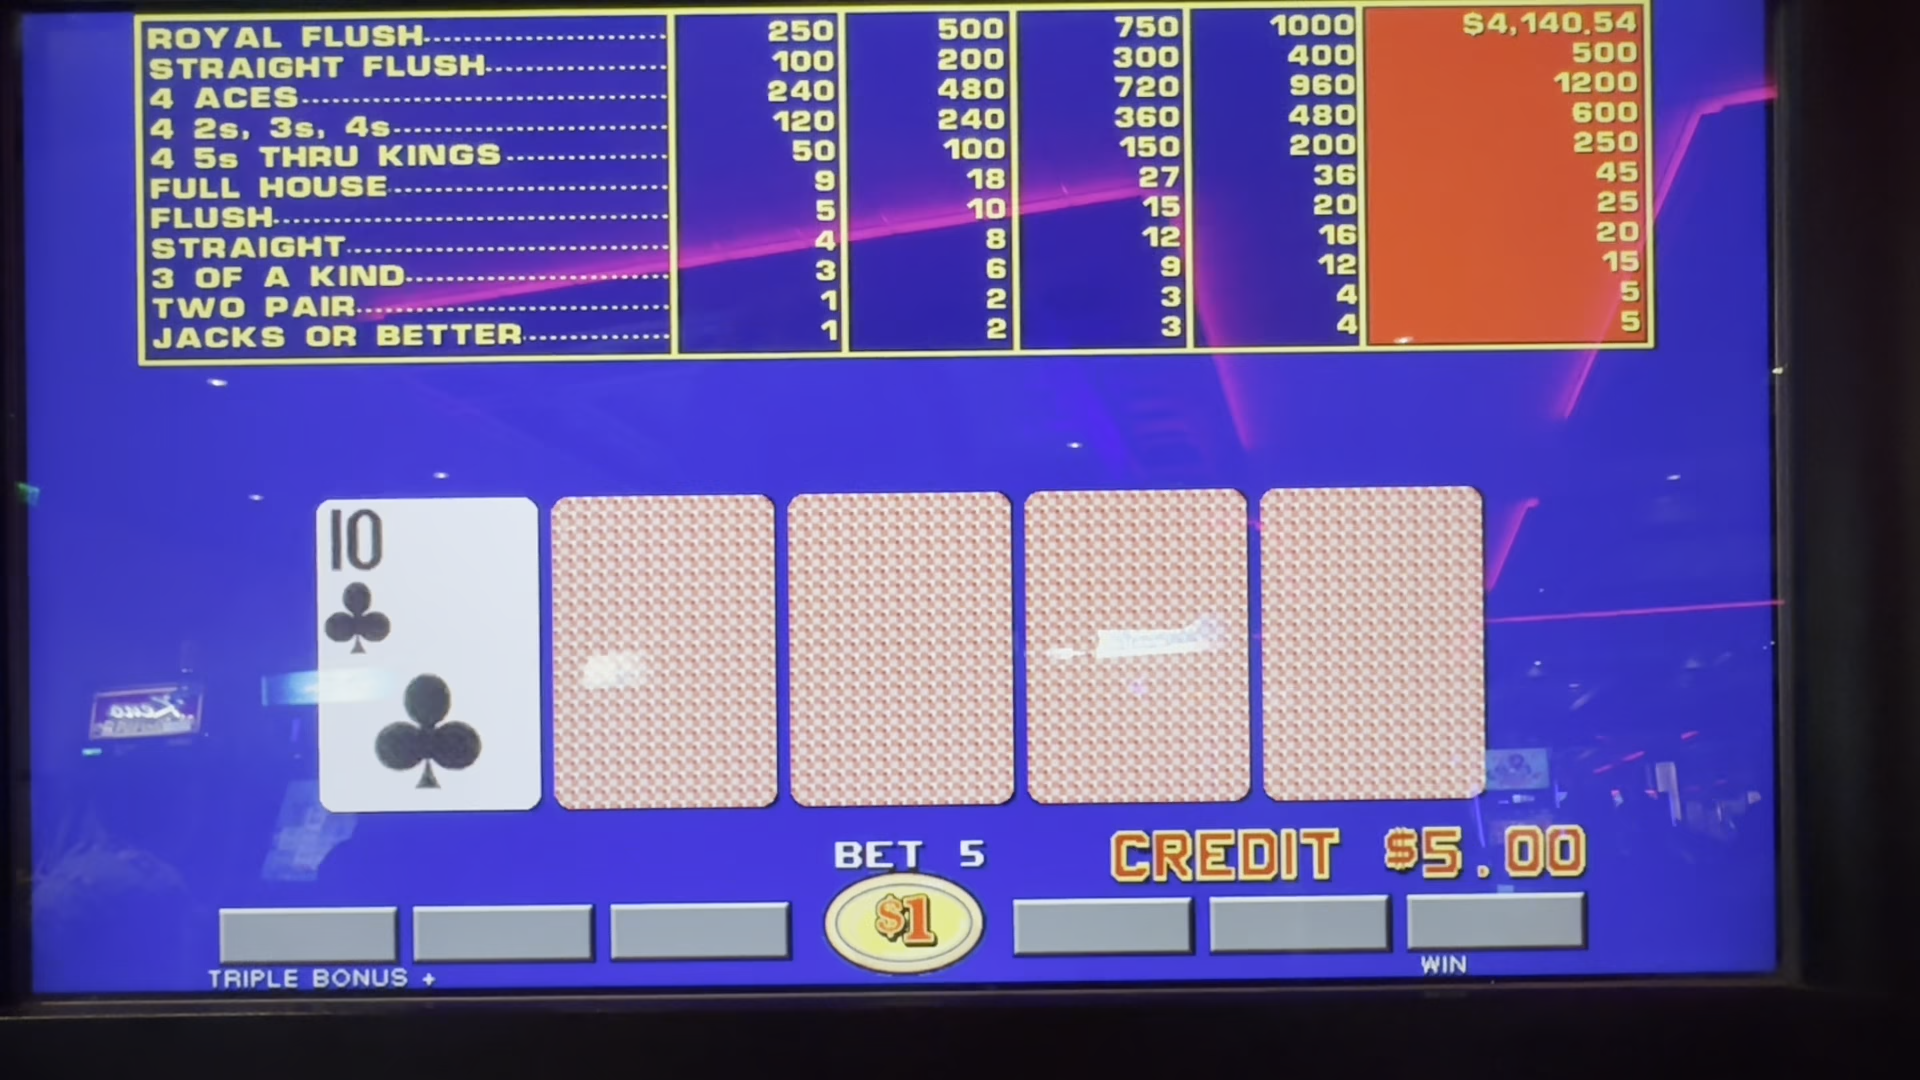 ROYAL FLUSH 250 500 750 1000 $4,140.54
STRAIGHT FLUSH 100 200 300 400 500
4 ACES 240 480 720 960 1200
4 2s, 3s, 4s 120 240 360 480 600
4 5s THRU KINGS 50 100 150 200 250
FULL HOUSE 9 18 27 36 45
FLUSH 5 10 15 20 25
STRAIGHT 4 8 12 16 20
3 OF A KIND 3 6 9 12 15
TWO PAIR 1 2 3 4 5
JACKS OR BETTER 1 2 3 4 5
10
Keno
BET 5 CREDIT $5.00
$1
TRIPLE BONUS + WIN